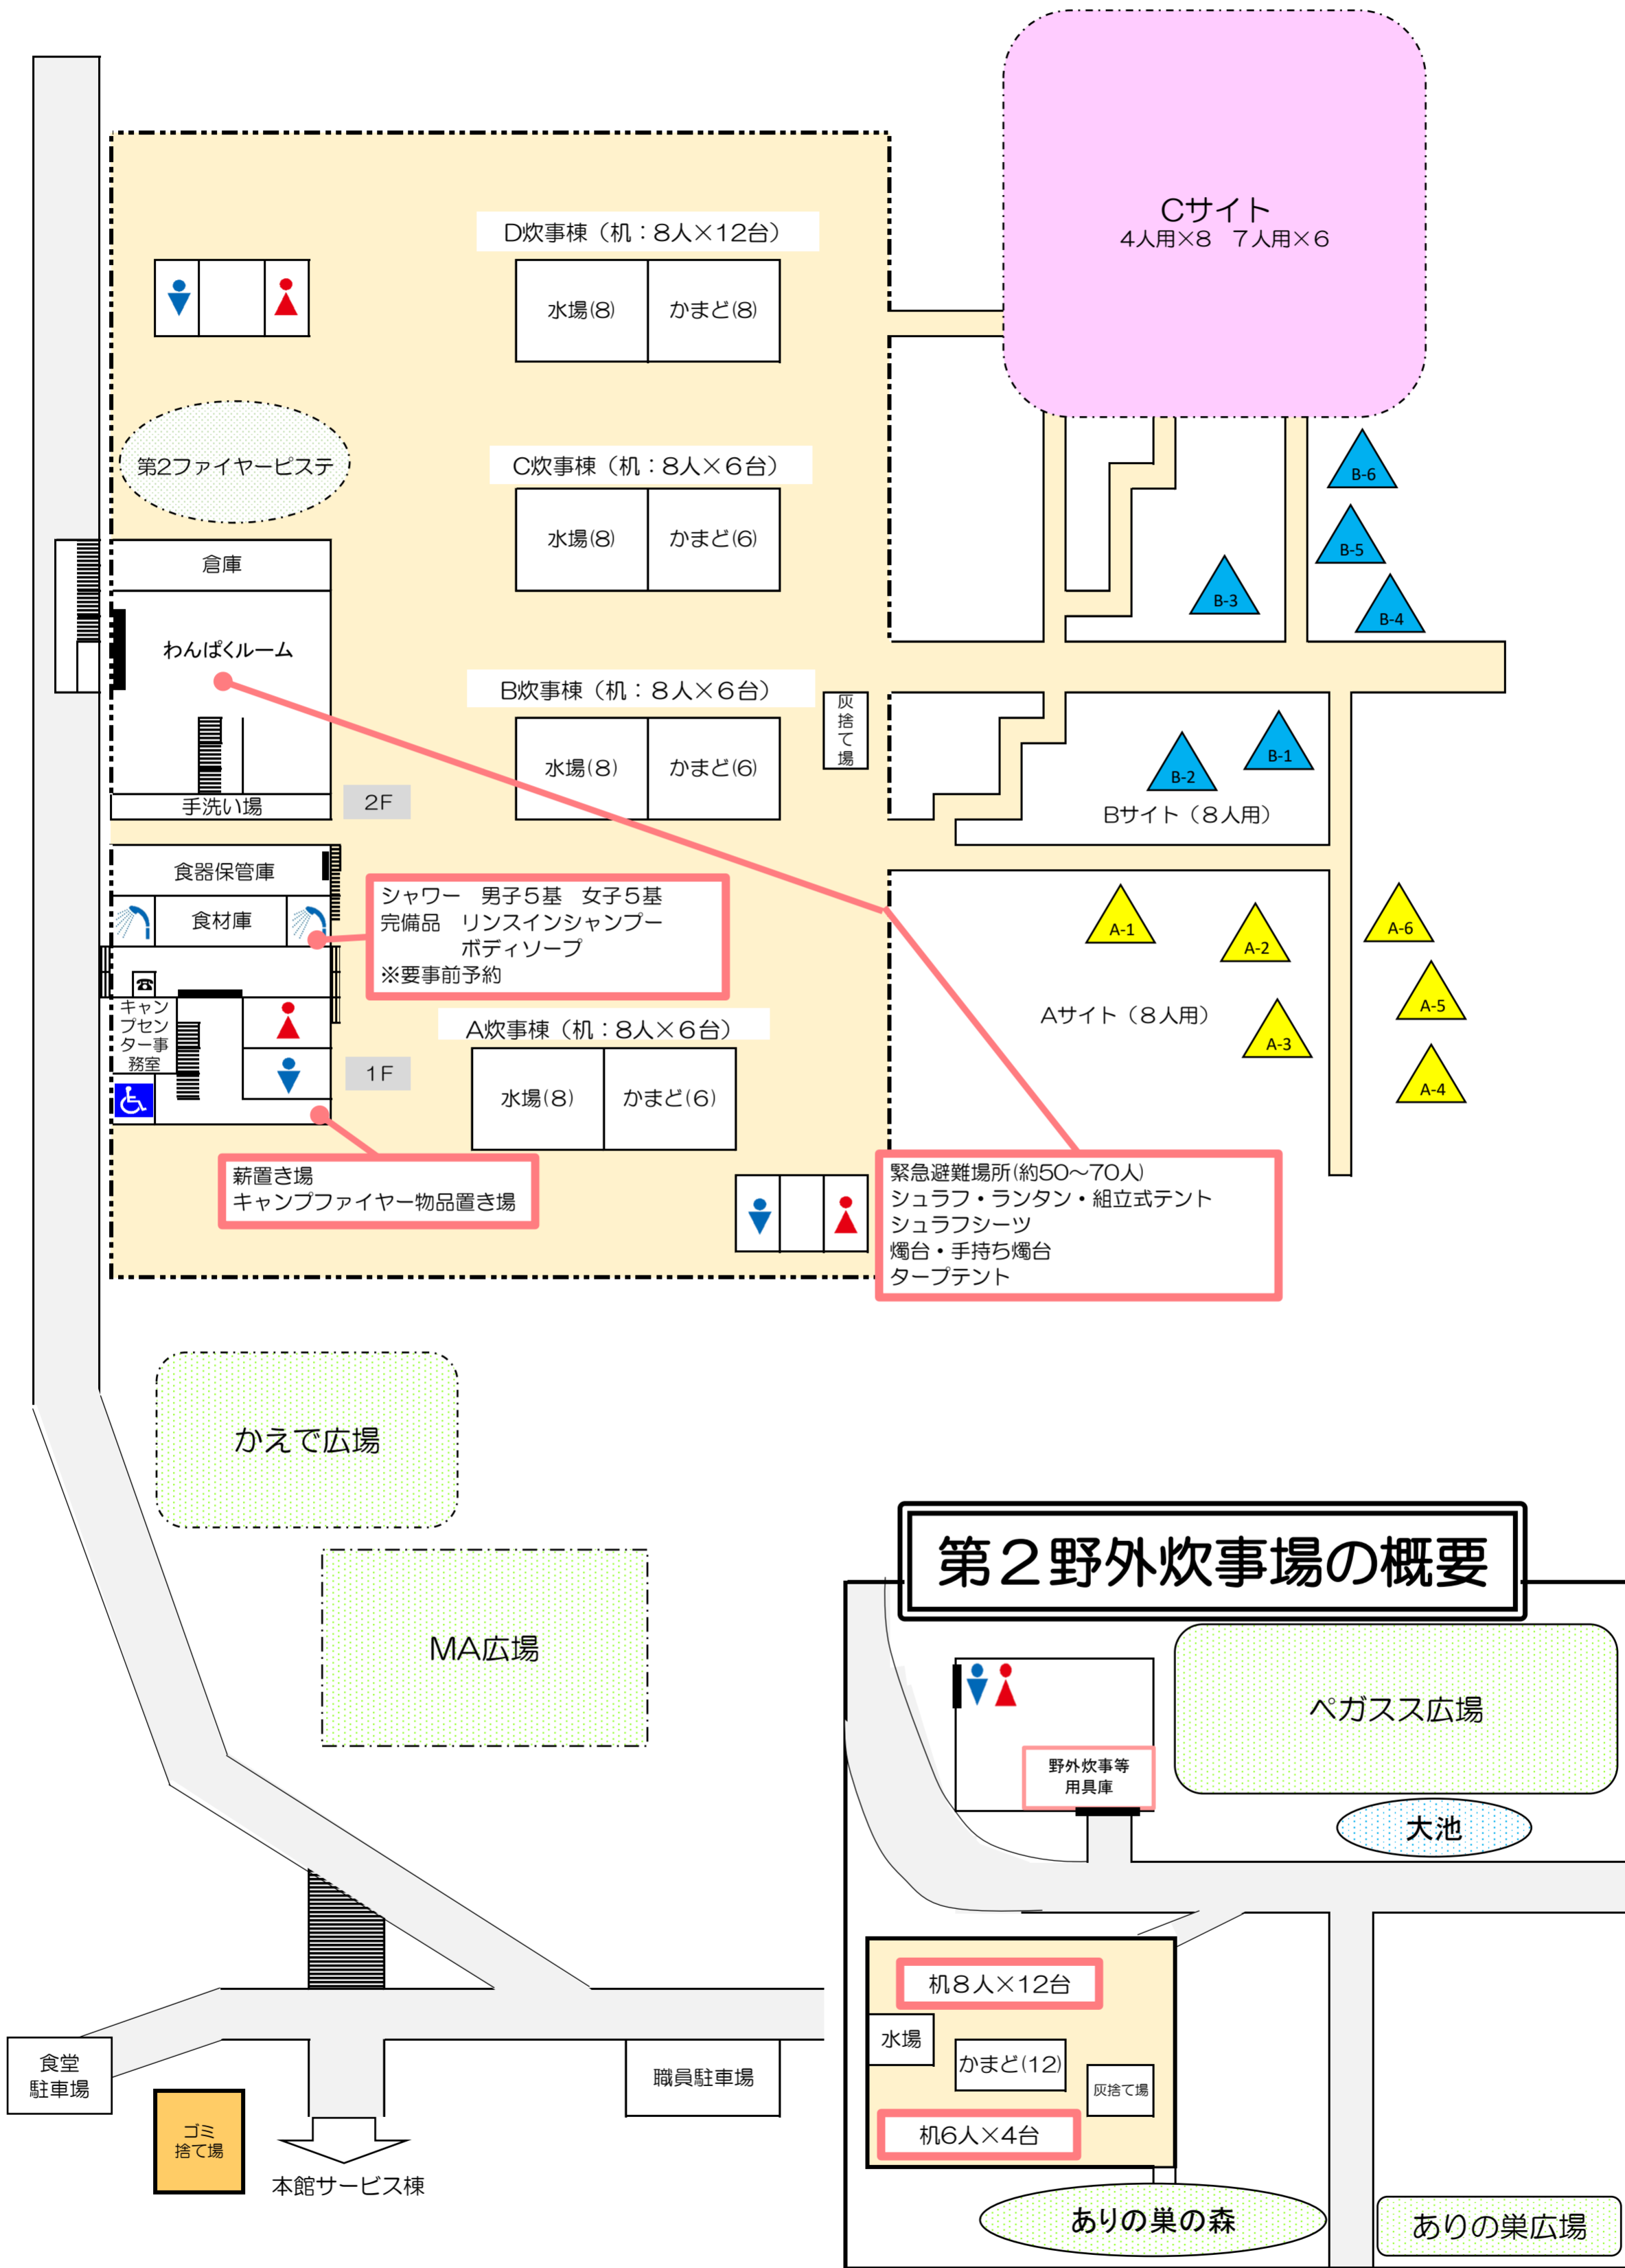 Cサイト
4人用×8　7人用×6
D炊事棟（机：8人×12台）
水場(8)
かまど(8)
第2ファイヤーピステ
C炊事棟（机：8人×6台）
水場(8)
かまど(6)
B-6
B-5
B-4
B-3
倉庫
わんぱくルーム
手洗い場
2F
B炊事棟（机：8人×6台）
水場(8)
かまど(6)
灰捨て場
B-1
B-2
Bサイト（8人用）
食器保管庫
食材庫
シャワー　男子5基　女子5基
完備品　リンスインシャンプー
ボディソープ
※要事前予約
キャン
プセン
ター事
務室
1F
A炊事棟（机：8人×6台）
水場(8)
かまど(6)
A-1
A-2
A-6
A-5
A-3
A-4
Aサイト（8人用）
薪置き場
キャンプファイヤー物品置き場
緊急避難場所(約50～70人)
シュラフ・ランタン・組立式テント
シュラフシーツ
燭台・手持ち燭台
タープテント
かえで広場
MA広場
食堂
駐車場
ゴミ
捨て場
本館サービス棟
職員駐車場
第2野外炊事場の概要
ペガスス広場
野外炊事等
用具庫
大池
机8人×12台
水場
かまど(12)
灰捨て場
机6人×4台
ありの巣の森
ありの巣広場